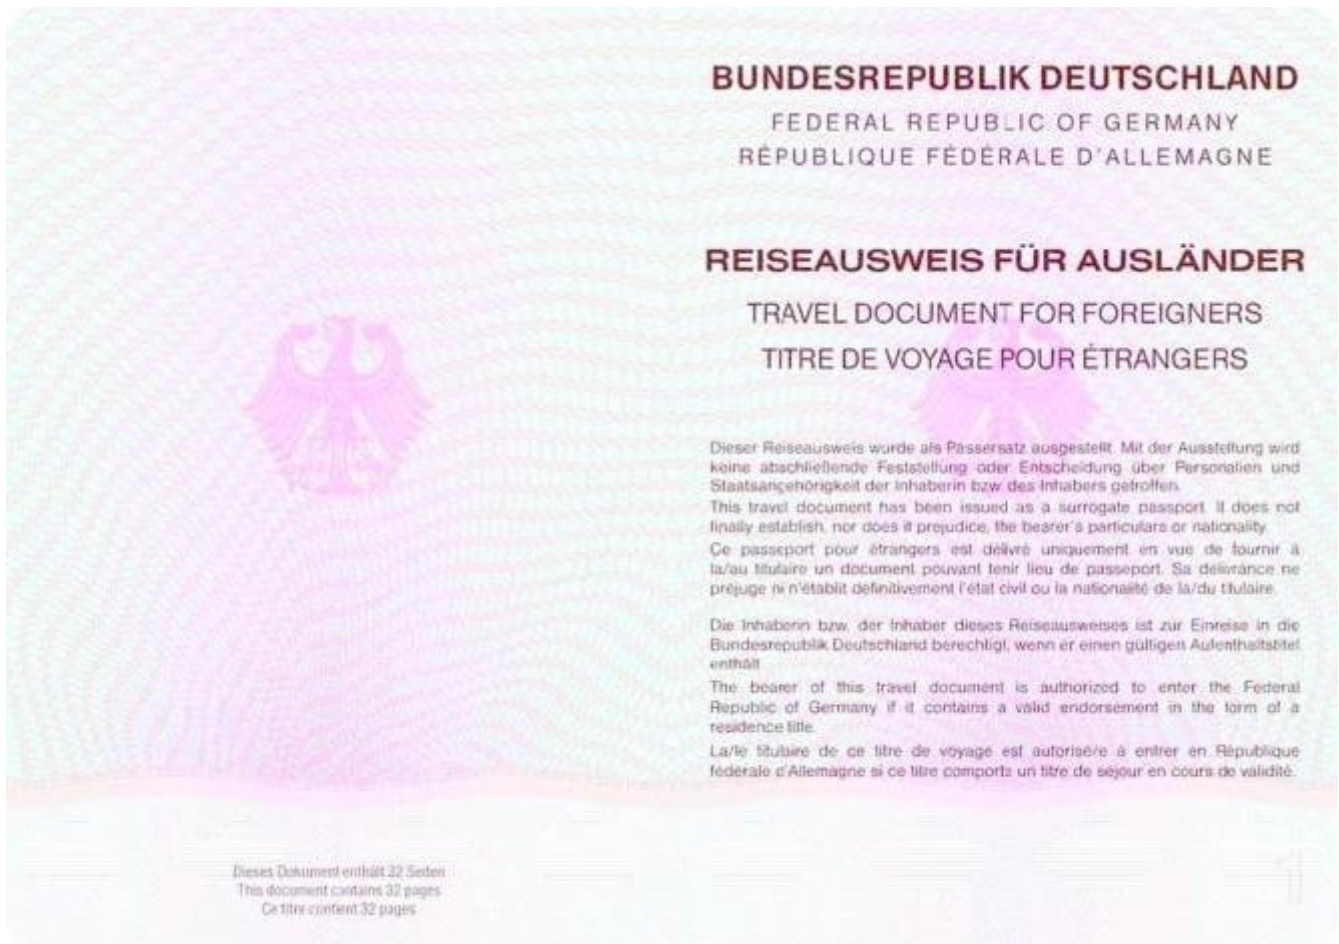 BUNDESREPUBLIK DEUTSCHLAND
FEDERAL REPUBLIC OF GERMANY
RÉPUBLIQUE FÉDÉRALE D'ALLEMAGNE
REISEAUSWEIS FÜR AUSLÄNDER
TRAVEL DOCUMENT FOR FOREIGNERS
TITRE DE VOYAGE POUR ÉTRANGERS
Dieser Reiseausweis wurde als Passersatz ausgestellt. Mit der Ausstellung wird
keine abschließende Feststellung oder Entscheidung über Personalien und
Staatsangehörigkeit der Inhaberin bzw. des Inhabers getroffen.
This travel document has been issued as a surrogate passport. It does not
finally establish, nor does it prejudice, the bearer's particulars or nationality.
Ce passeport pour étrangers est délivré uniquement en vue de fournir à
la/au titulaire un document pouvant tenir lieu de passeport. Sa délivrance ne
préjuge ni n'établit définitivement l'état civil ou la nationalité de la/du titulaire.
Die Inhaberin bzw. der Inhaber dieses Reiseausweises ist zur Einreise in die
Bundesrepublik Deutschland berechtigt, wenn er einen gültigen Aufenthaltstitel
enthält.
The bearer of this travel document is authorized to enter the Federal
Republic of Germany if it contains a valid endorsement in the form of a
residence title.
La/le titulaire de ce titre de voyage est autorisé/e à entrer en République
fédérale d'Allemagne si ce titre comporte un titre de séjour en cours de validité.
Dieses Dokument enthält 32 Seiten
This document contains 32 pages
Ce titre contient 32 pages
1